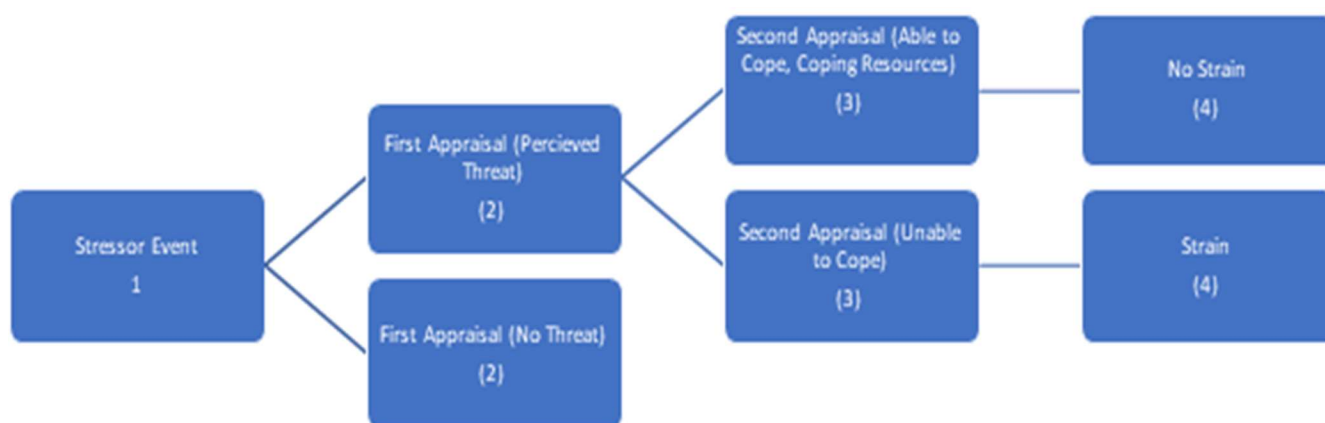 Stressor Event
1
First Appraisal (Percieved
Threat)
(2)
First Appraisal (No Threat)
(2)
Second Appraisal (Able to
Cope, Coping Resources)
(3)
Second Appraisal (Unable
to Cope)
(3)
No Strain
(4)
Strain
(4)